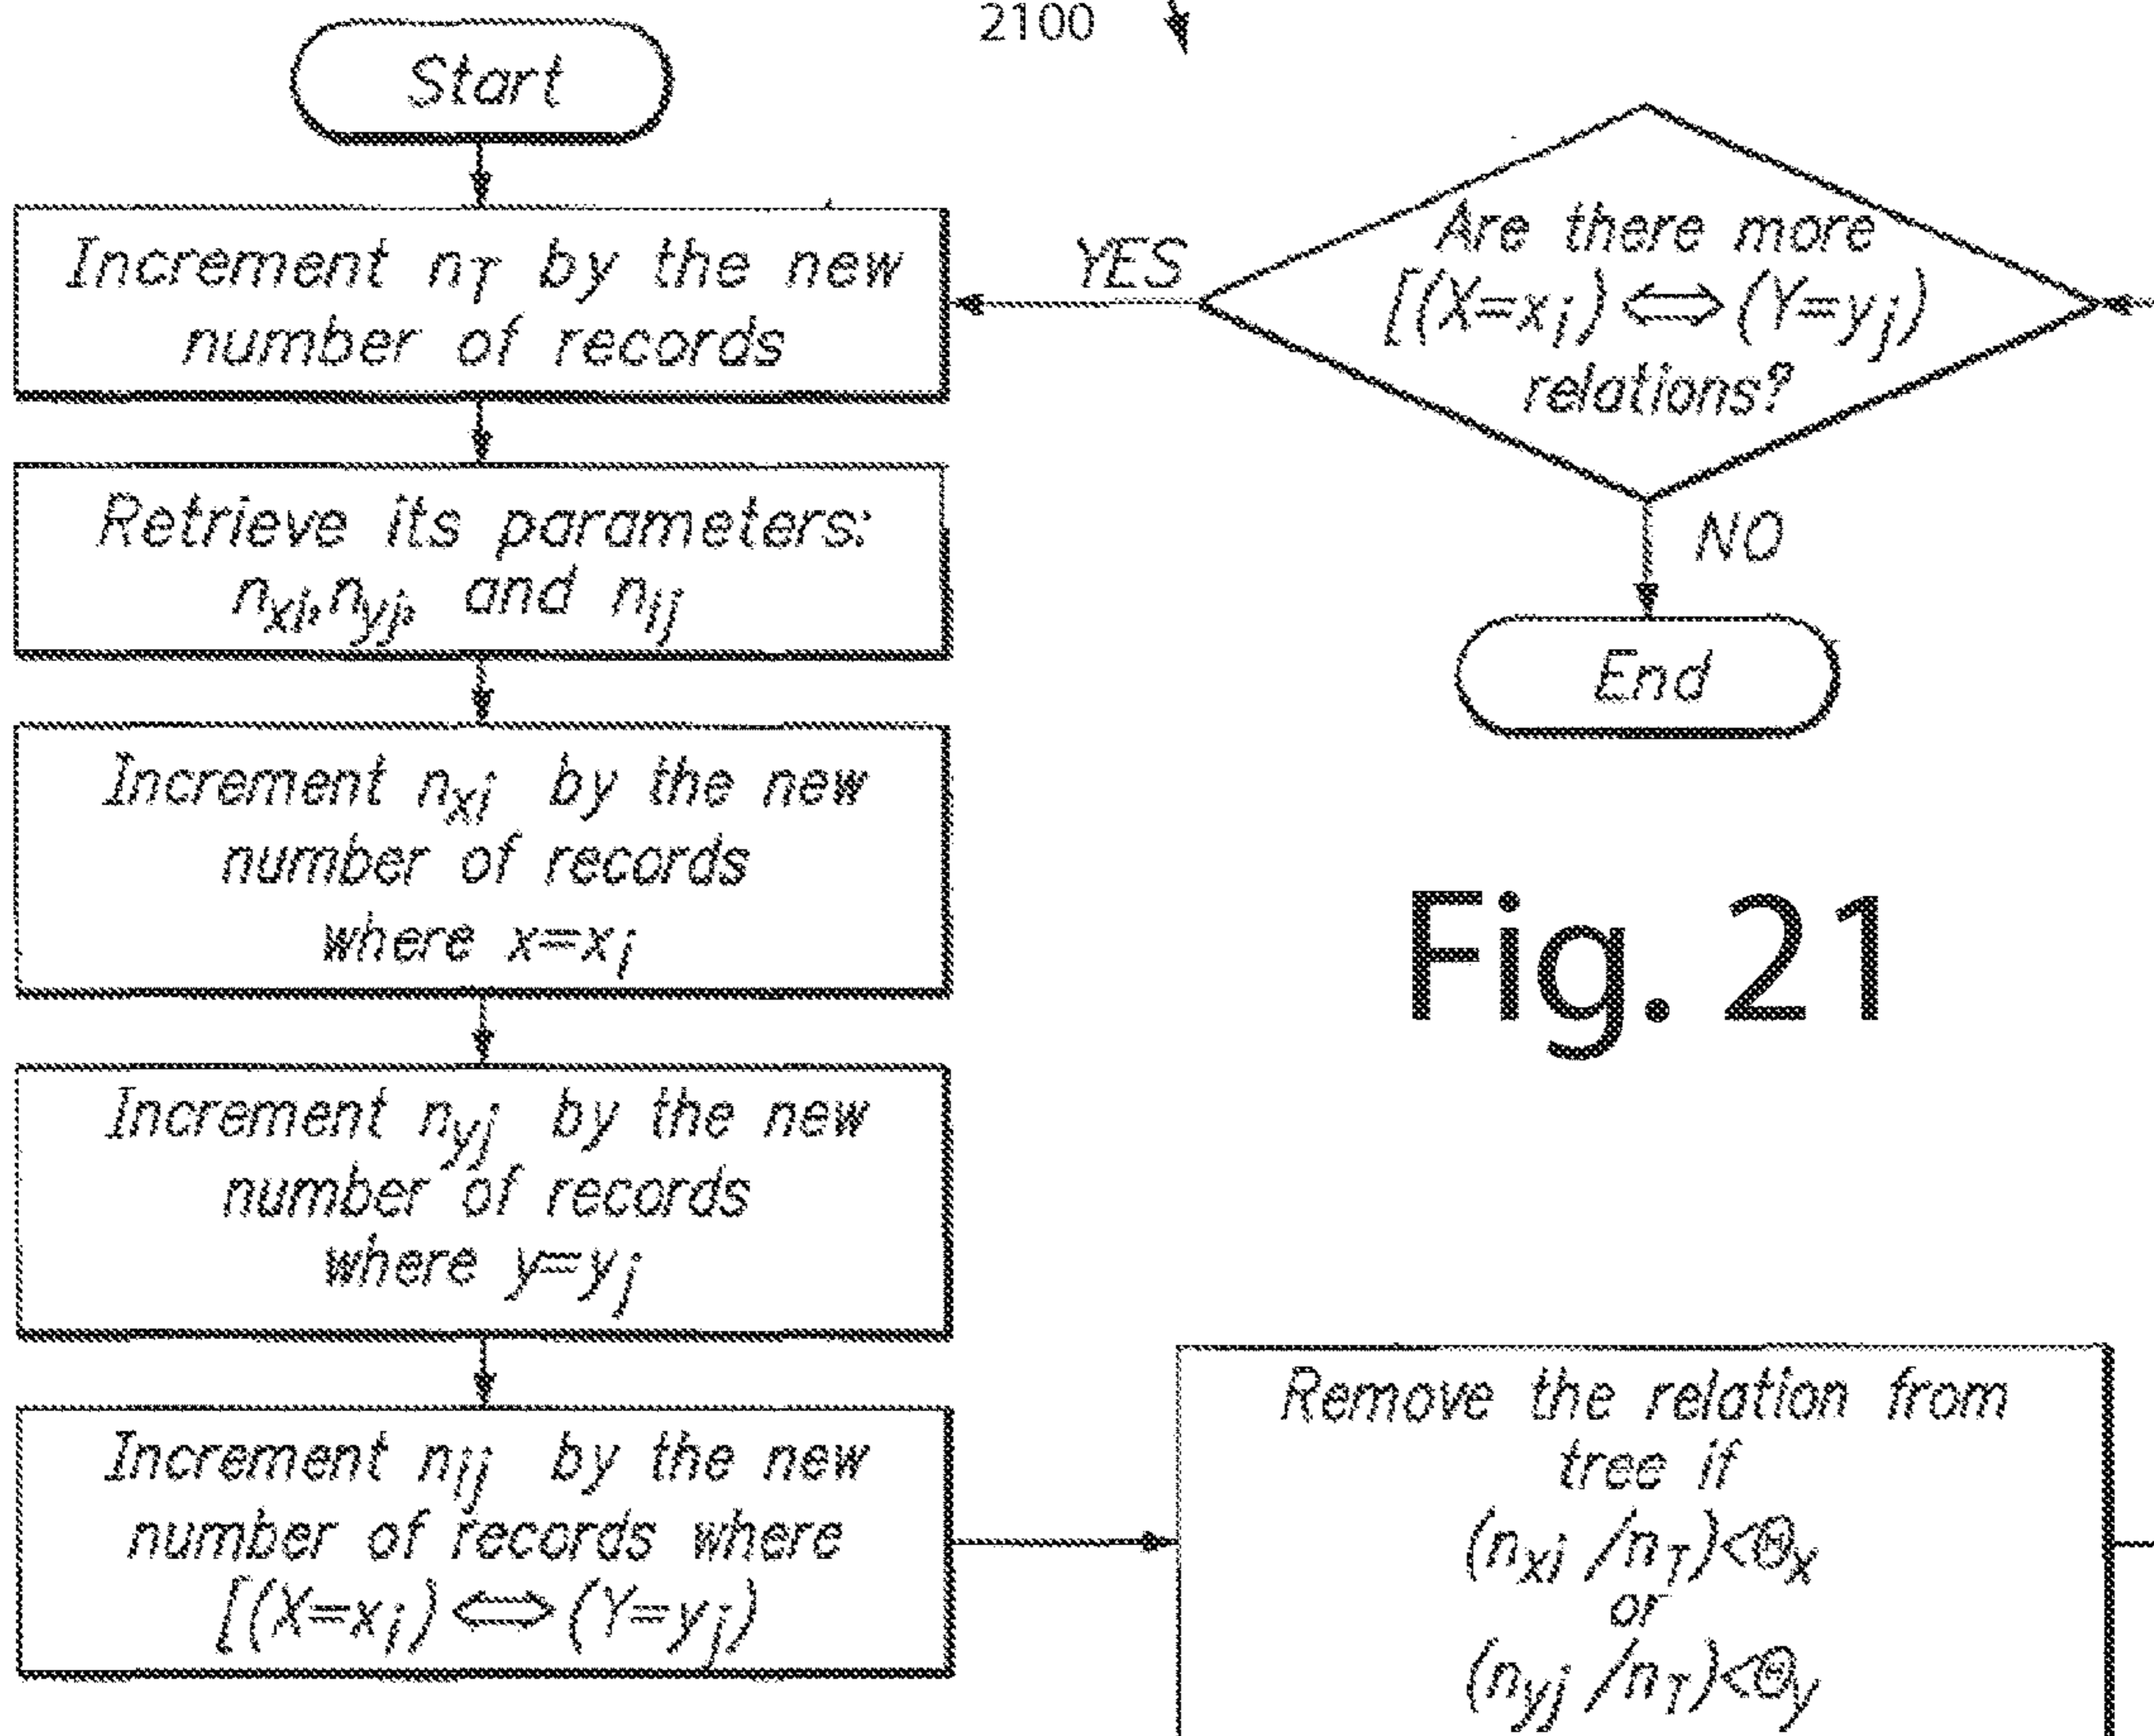 2100
Start
Increment n_T by the new
number of records
Retrieve its parameters:
n_xi, n_yj, and n_ij
Increment n_xi by the new
number of records
where x=x_i
Increment n_yj by the new
number of records
where y=y_j
Increment n_ij by the new
number of records where
[(X=x_i)⇔(Y=y_j)
Remove the relation from
tree if
(n_xi /n_T)<Θ_x
or
(n_yj /n_T)<Θ_y
Are there more
[(X=x_i)⇔(Y=y_j)
relations?
YES
NO
End
Fig. 21